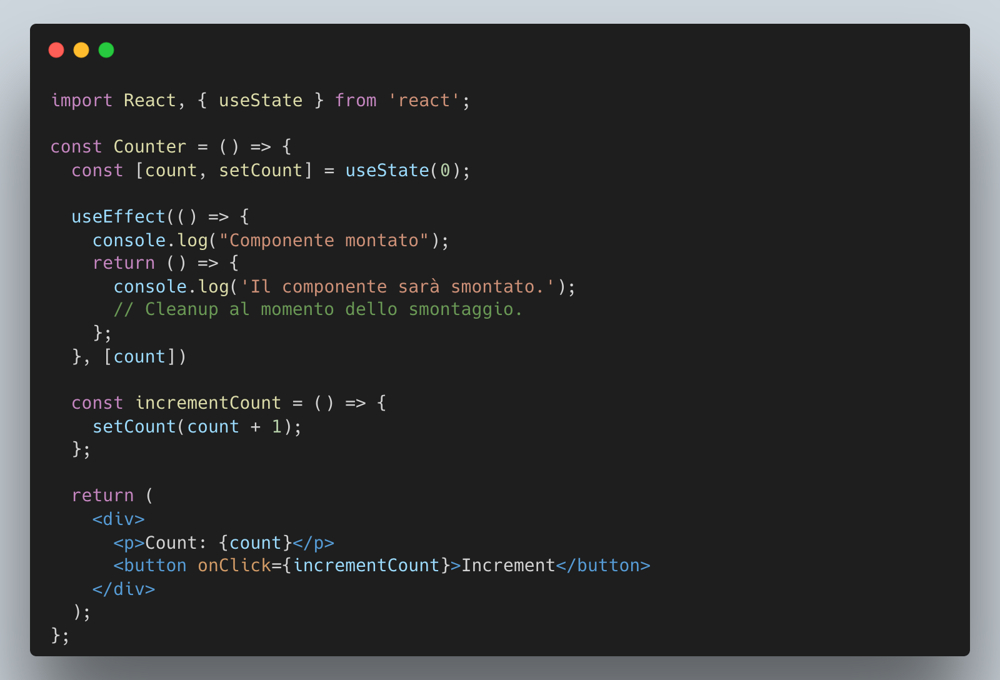 import React, { useState } from 'react';

const Counter = () => {
  const [count, setCount] = useState(0);

  useEffect(() => {
    console.log("Componente montato");
    return () => {
      console.log('Il componente sarà smontato.');
      // Cleanup al momento dello smontaggio.
    };
  }, [count])

  const incrementCount = () => {
    setCount(count + 1);
  };

  return (
    <div>
      <p>Count: {count}</p>
      <button onClick={incrementCount}>Increment</button>
    </div>
  );
};